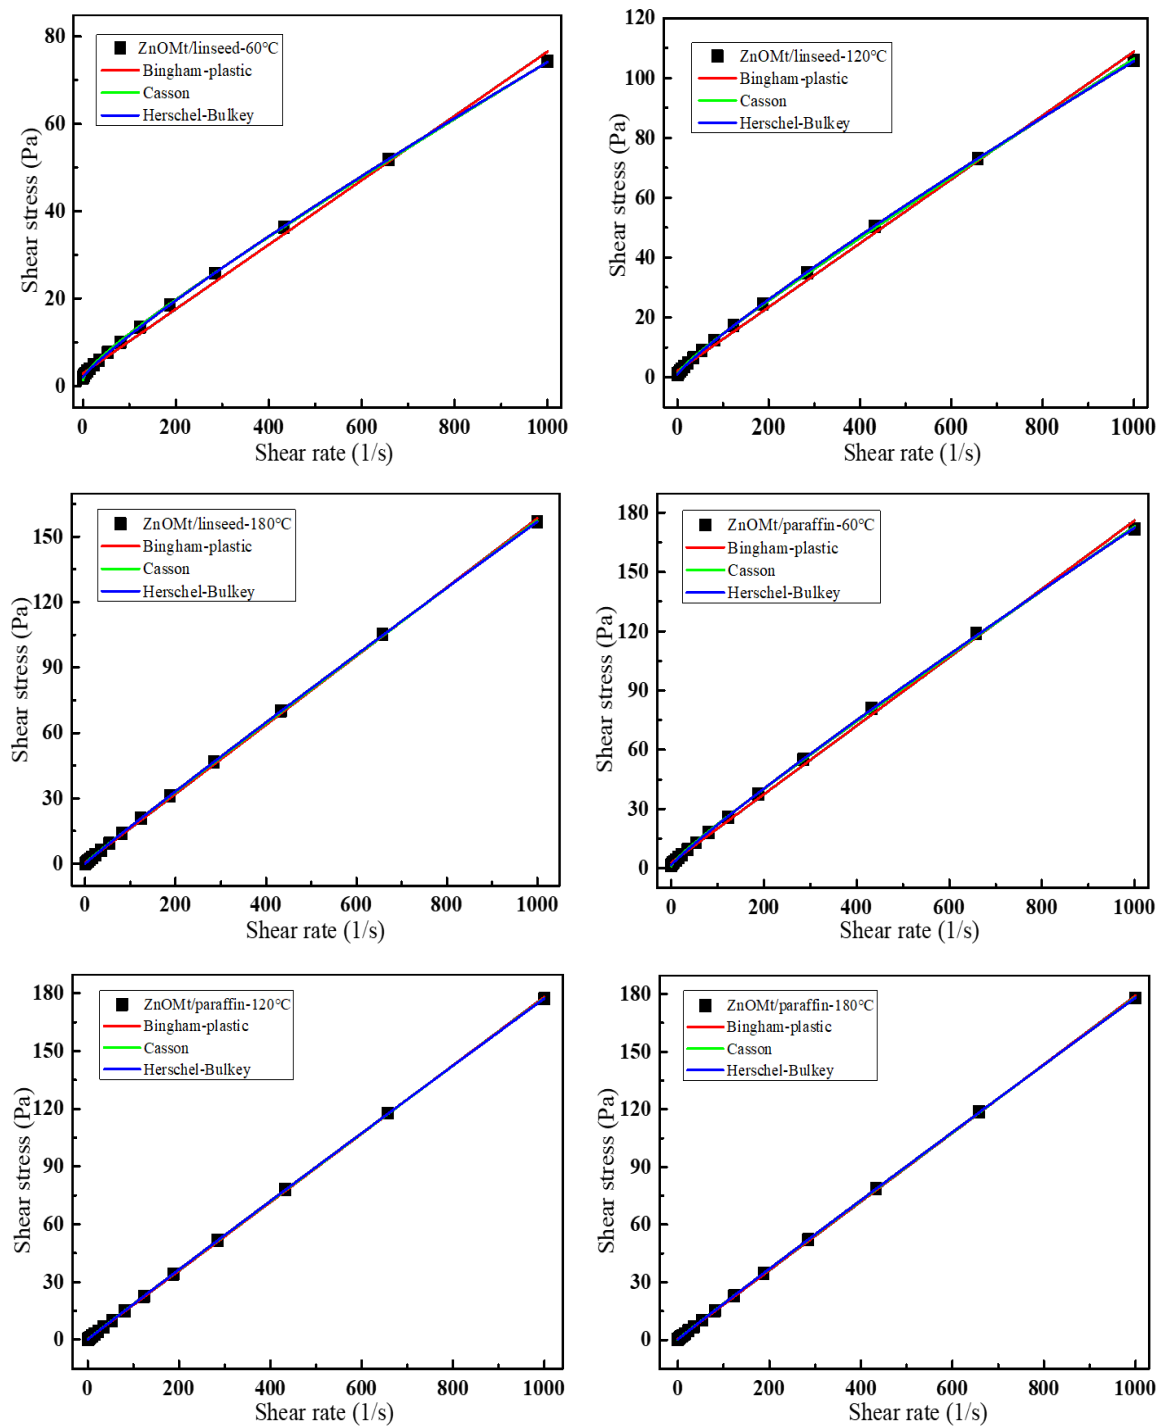 80
60
40
20
0
Shear stress (Pa)
ZnOMt/linseed-60℃
Bingham-plastic
Casson
Herschel-Bulkey
0 200 400 600 800 1000
Shear rate (1/s)
120
100
80
60
40
20
0
Shear stress (Pa)
ZnOMt/linseed-120℃
Bingham-plastic
Casson
Herschel-Bulkey
0 200 400 600 800 1000
Shear rate (1/s)
150
120
90
60
30
0
Shear stress (Pa)
ZnOMt/linseed-180℃
Bingham-plastic
Casson
Herschel-Bulkey
0 200 400 600 800 1000
Shear rate (1/s)
180
150
120
90
60
30
0
Shear stress (Pa)
ZnOMt/paraffin-60℃
Bingham-plastic
Casson
Herschel-Bulkey
0 200 400 600 800 1000
Shear rate (1/s)
180
150
120
90
60
30
0
Shear stress (Pa)
ZnOMt/paraffin-120℃
Bingham-plastic
Casson
Herschel-Bulkey
0 200 400 600 800 1000
Shear rate (1/s)
180
150
120
90
60
30
0
Shear stress (Pa)
ZnOMt/paraffin-180℃
Bingham-plastic
Casson
Herschel-Bulkey
0 200 400 600 800 1000
Shear rate (1/s)